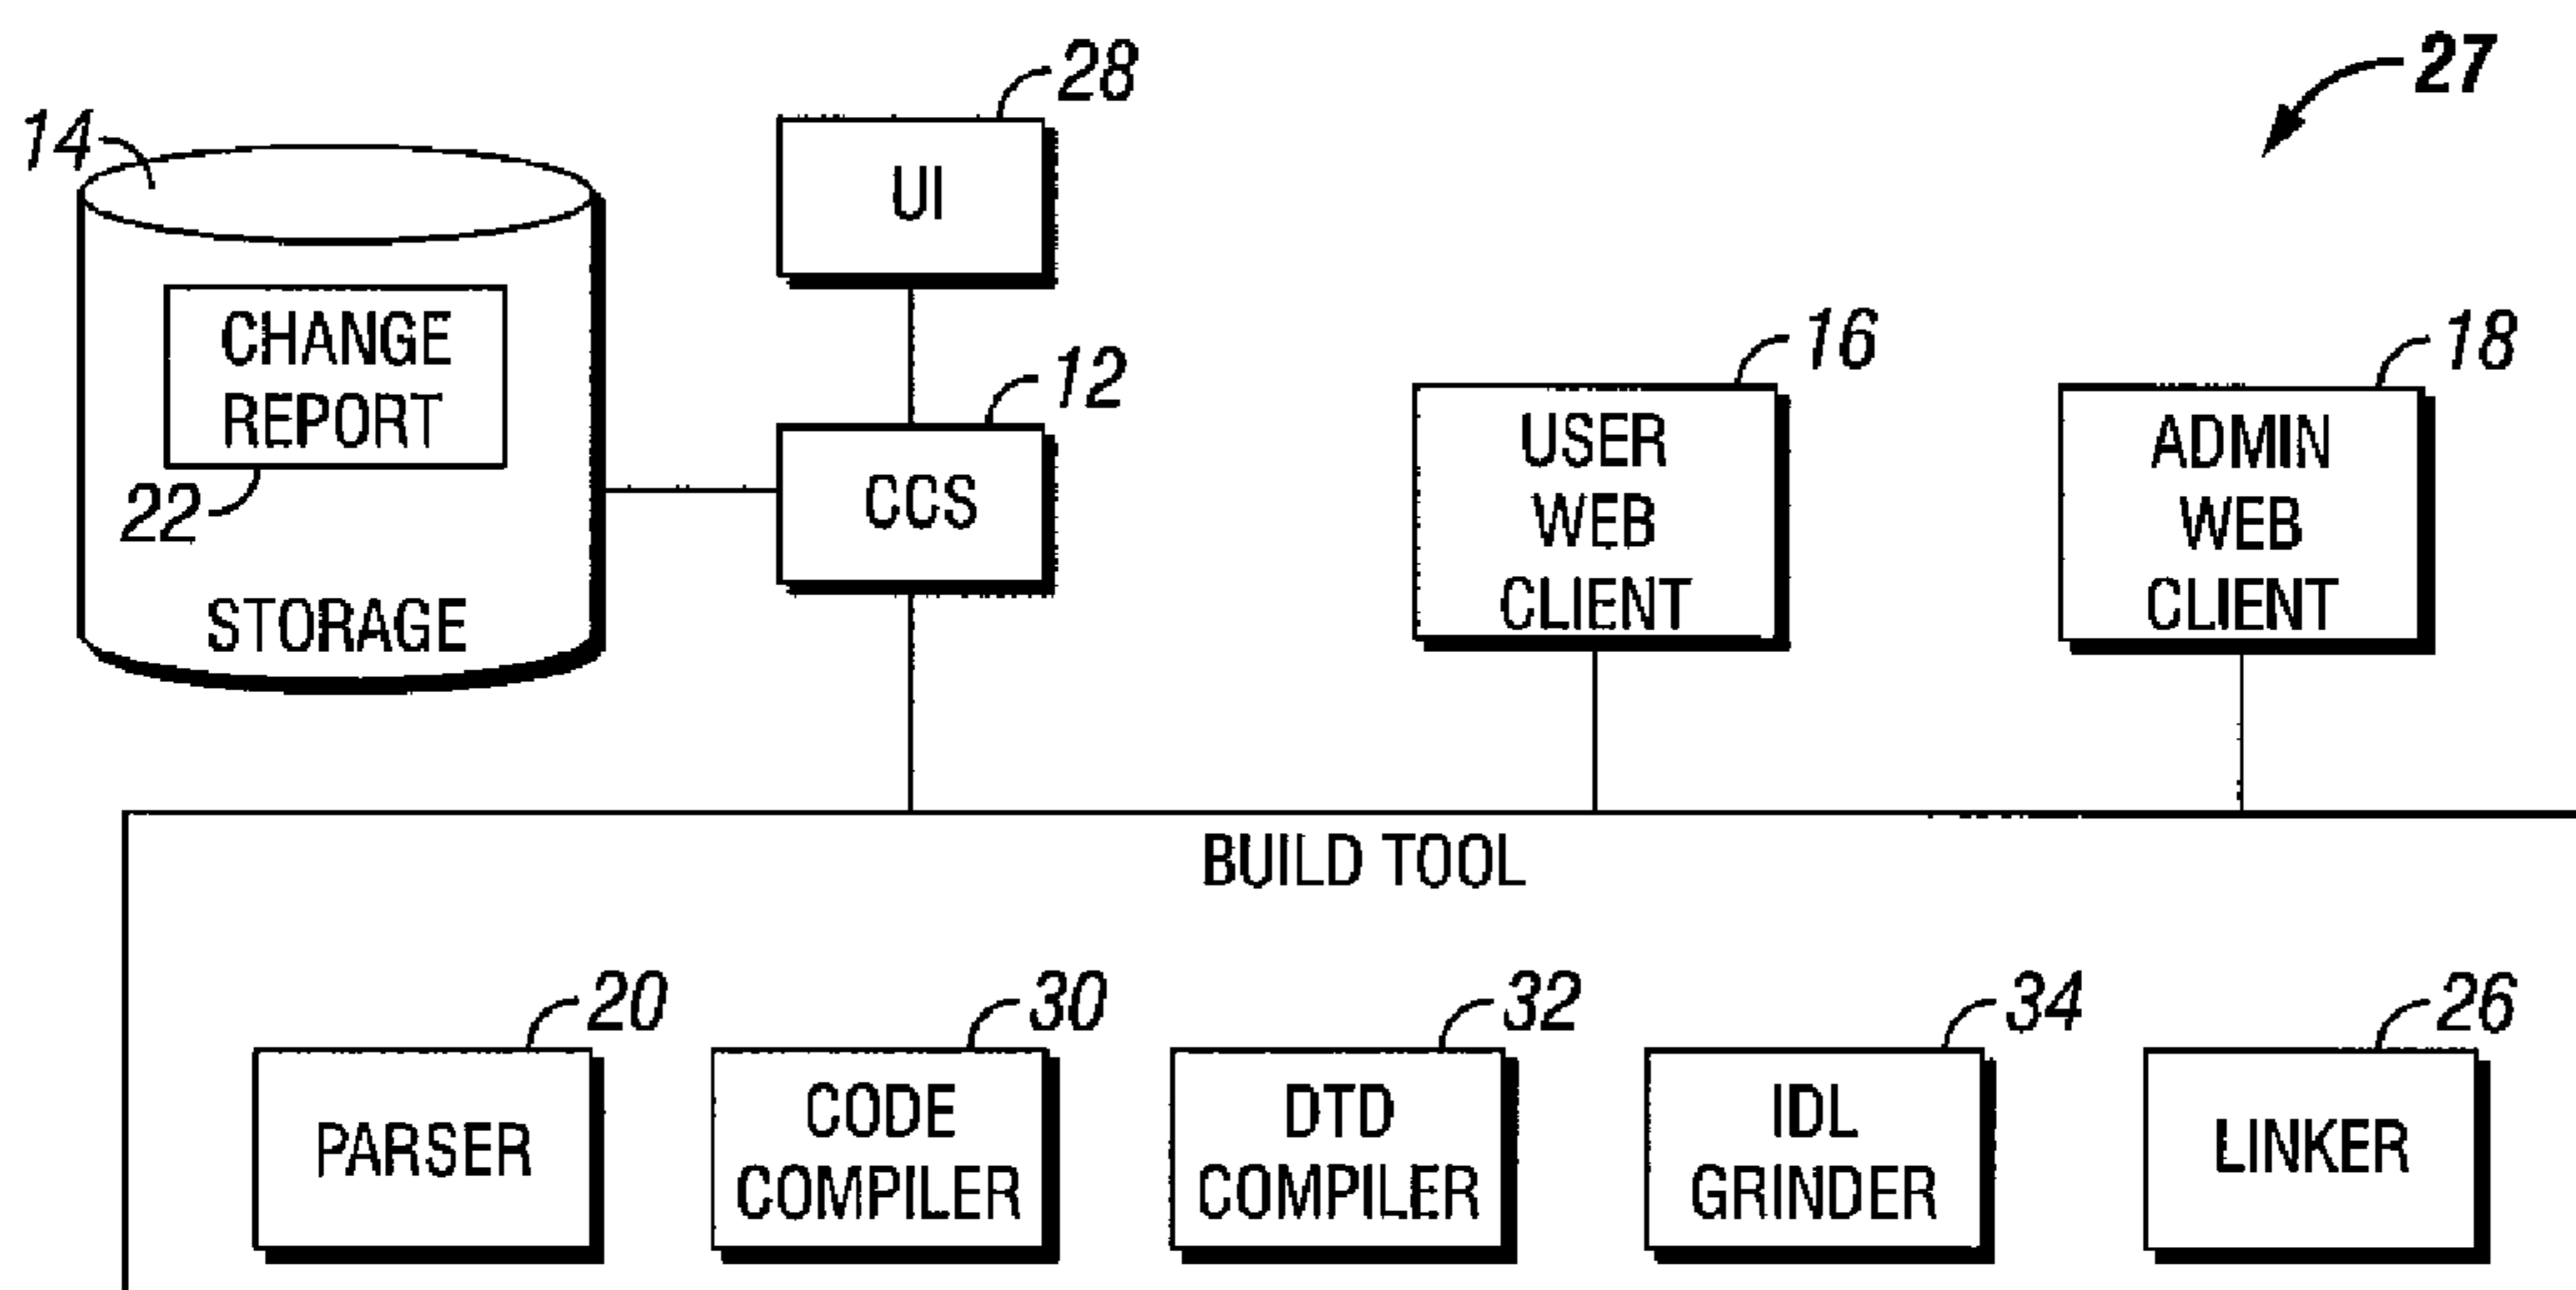 27
28
14
UI
CHANGE
REPORT
22
STORAGE
12
CCS
16
USER
WEB
CLIENT
18
ADMIN
WEB
CLIENT
BUILD TOOL
20
PARSER
30
CODE
COMPILER
32
DTD
COMPILER
34
IDL
GRINDER
26
LINKER